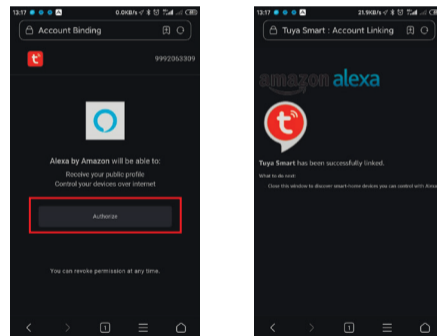 13:17
0.0KB/s
Account Binding
9992063309
Alexa by Amazon will be able to:
Receive your public profile
Control your devices over internet
Authorize
You can revoke permission at any time.
1
13:17
21.9KB/s
Tuya Smart : Account Linking
amazon alexa
Tuya Smart has been successfully linked.
What to do next:
Close this window to discover smart-home devices you can control with Alexa.
1